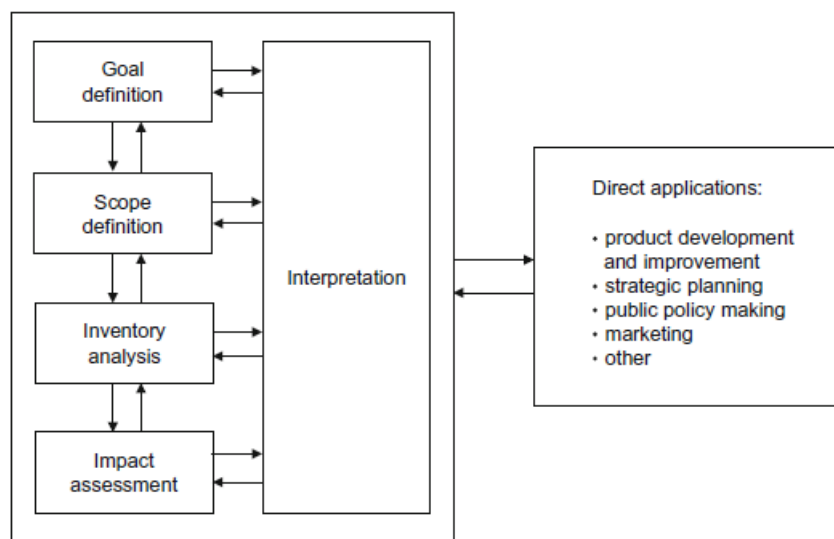 Goal
definition
Scope
definition
Inventory
analysis
Impact
assessment
Interpretation
Direct applications:
• product development
and improvement
• strategic planning
• public policy making
• marketing
• other